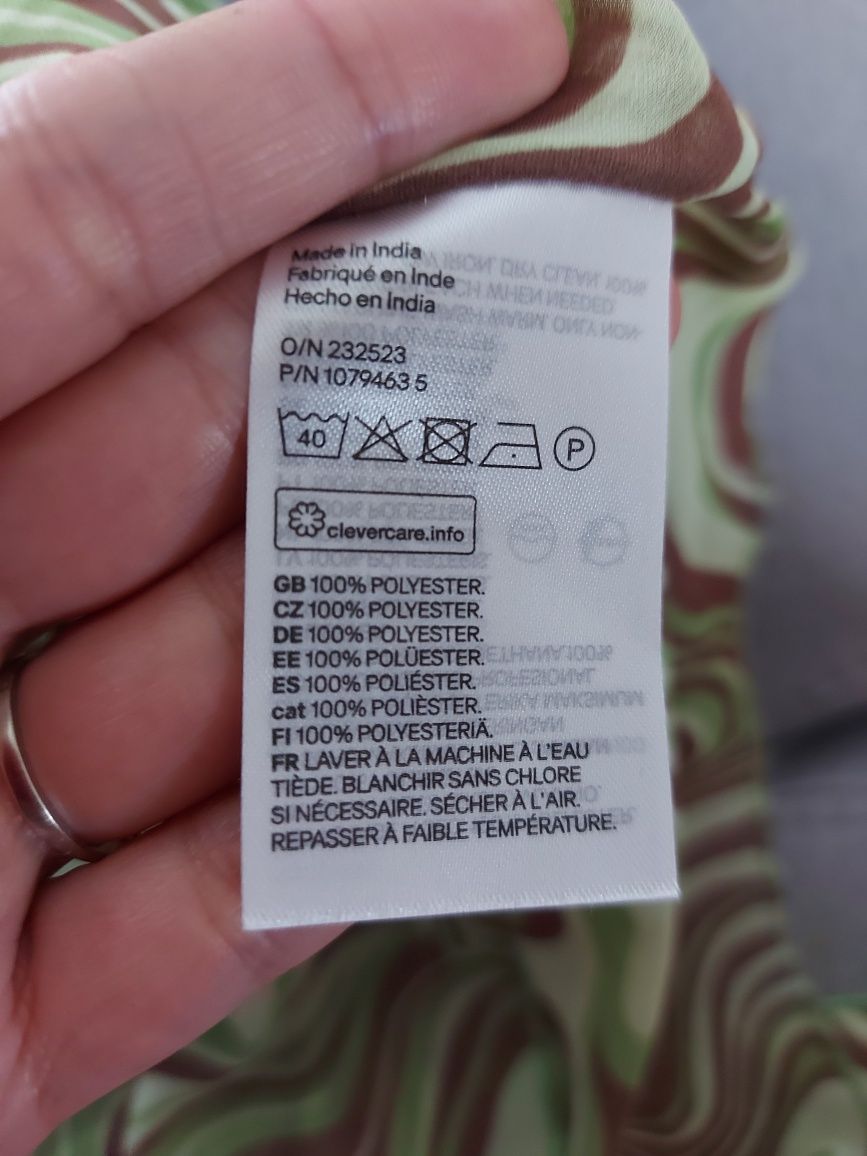 Made in India
Fabriqué en Inde
Hecho en India
O/N 232523
P/N 1079463 5
40
P
clevercare.info
GB 100% POLYESTER.
CZ 100% POLYESTER.
DE 100% POLYESTER.
EE 100% POLÜESTER.
ES 100% POLIÉSTER.
cat 100% POLIÈSTER.
FI 100% POLYESTERIÄ.
FR LAVER À LA MACHINE À L'EAU
TIÈDE. BLANCHIR SANS CHLORE
SI NÉCESSAIRE. SÉCHER À L'AIR.
REPASSER À FAIBLE TEMPÉRATURE.